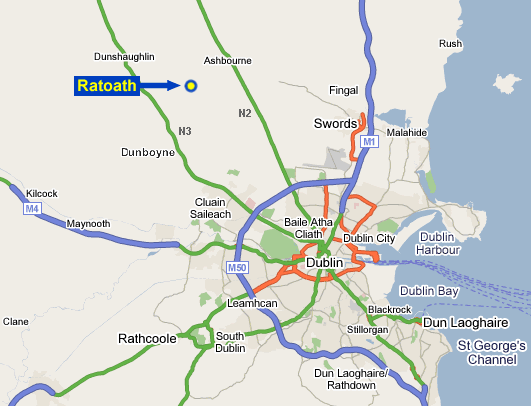 Rush
Dunshaughlin
Ashbourne
Ratoath
Fingal
N2
Swords
N3
M1
Malahide
Dunboyne
Kilcock
M4
Maynooth
Cluain
Saileach
Baile Atha
Cliath
Dublin City
Dublin
Harbour
M50
Dublin
Dublin Bay
Leamhcan
Blackrock
Clane
Dun Laoghaire
Stillorgan
Rathcoole
South
Dublin
St George's
Channel
Dun Laoghaire/
Rathdown